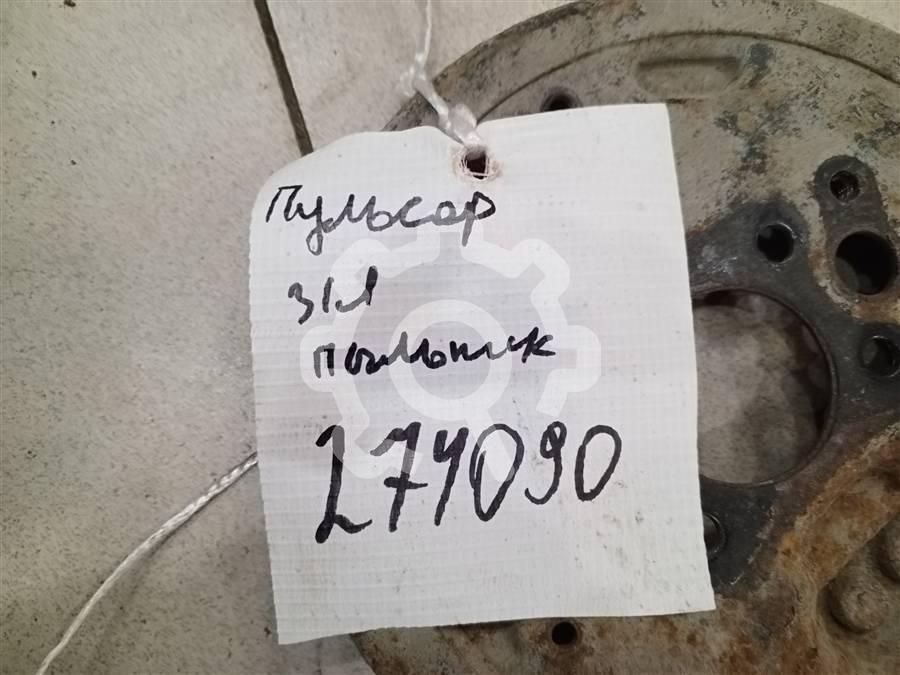 Пульсар
з/л
пыльник
274090